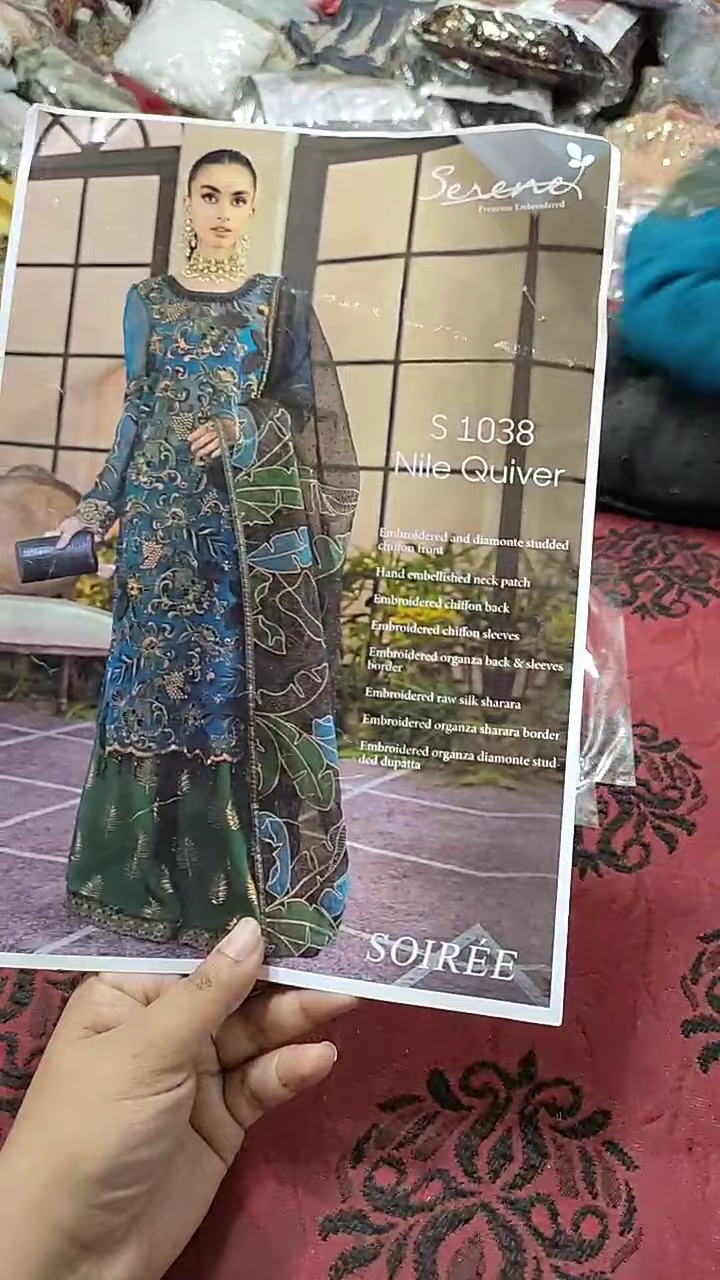 Serene
Premium Embroidered
S 1038
Nile Quiver
Embroidered and diamonte studded
chiffon front
Hand embellished neck patch
Embroidered chiffon back
Embroidered chiffon sleeves
Embroidered organza back & sleeves
border
Embroidered raw silk sharara
Embroidered organza sharara border
Embroidered organza diamonte stud
ded dupatta
SOIRÉE